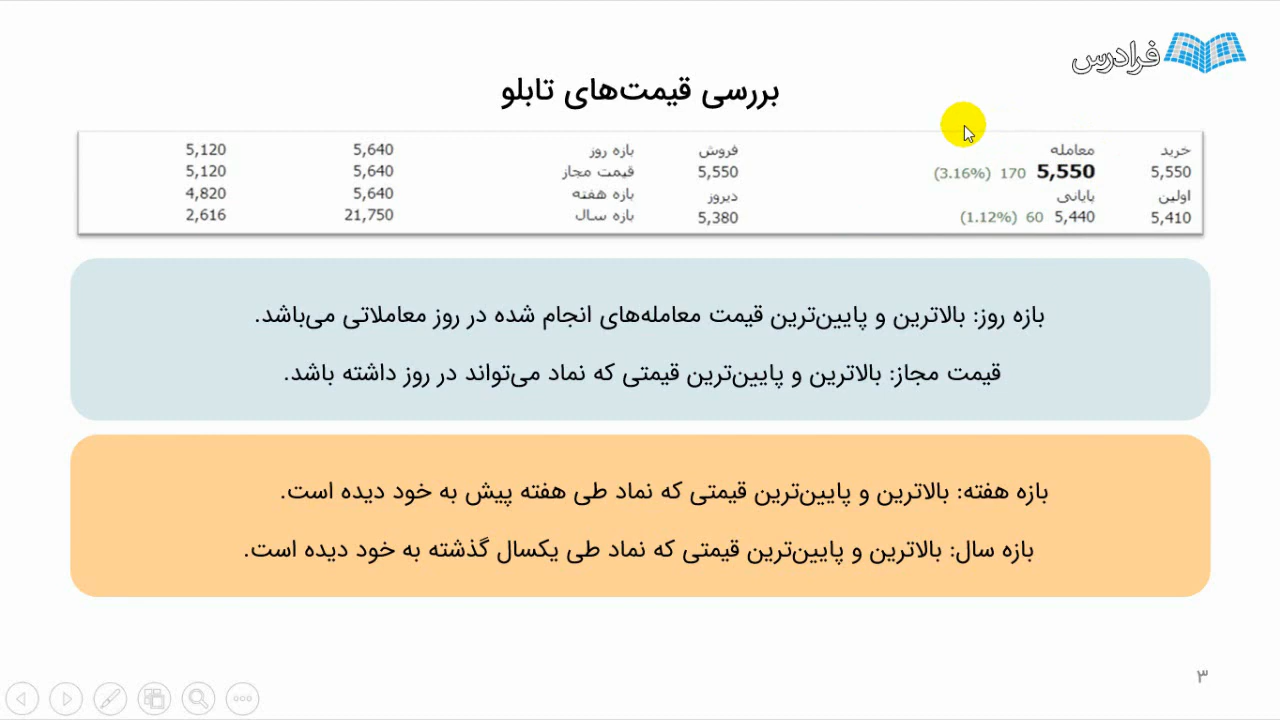 فرادرس
بررسی قیمت‌های تابلو
خرید معامله فروش بازه روز 5,640 5,120
5,550 5,550 170 (3.16%) 5,550 قیمت مجاز 5,640 5,120
اولین پایانی دیروز بازه هفته 5,640 4,820
5,410 5,440 60 (1.12%) 5,380 بازه سال 21,750 2,616
بازه روز: بالاترین و پایین‌ترین قیمت معامله‌های انجام شده در روز معاملاتی می‌باشد.
قیمت مجاز: بالاترین و پایین‌ترین قیمتی که نماد می‌تواند در روز داشته باشد.
بازه هفته: بالاترین و پایین‌ترین قیمتی که نماد طی هفته پیش به خود دیده است.
بازه سال: بالاترین و پایین‌ترین قیمتی که نماد طی یکسال گذشته به خود دیده است.
۳